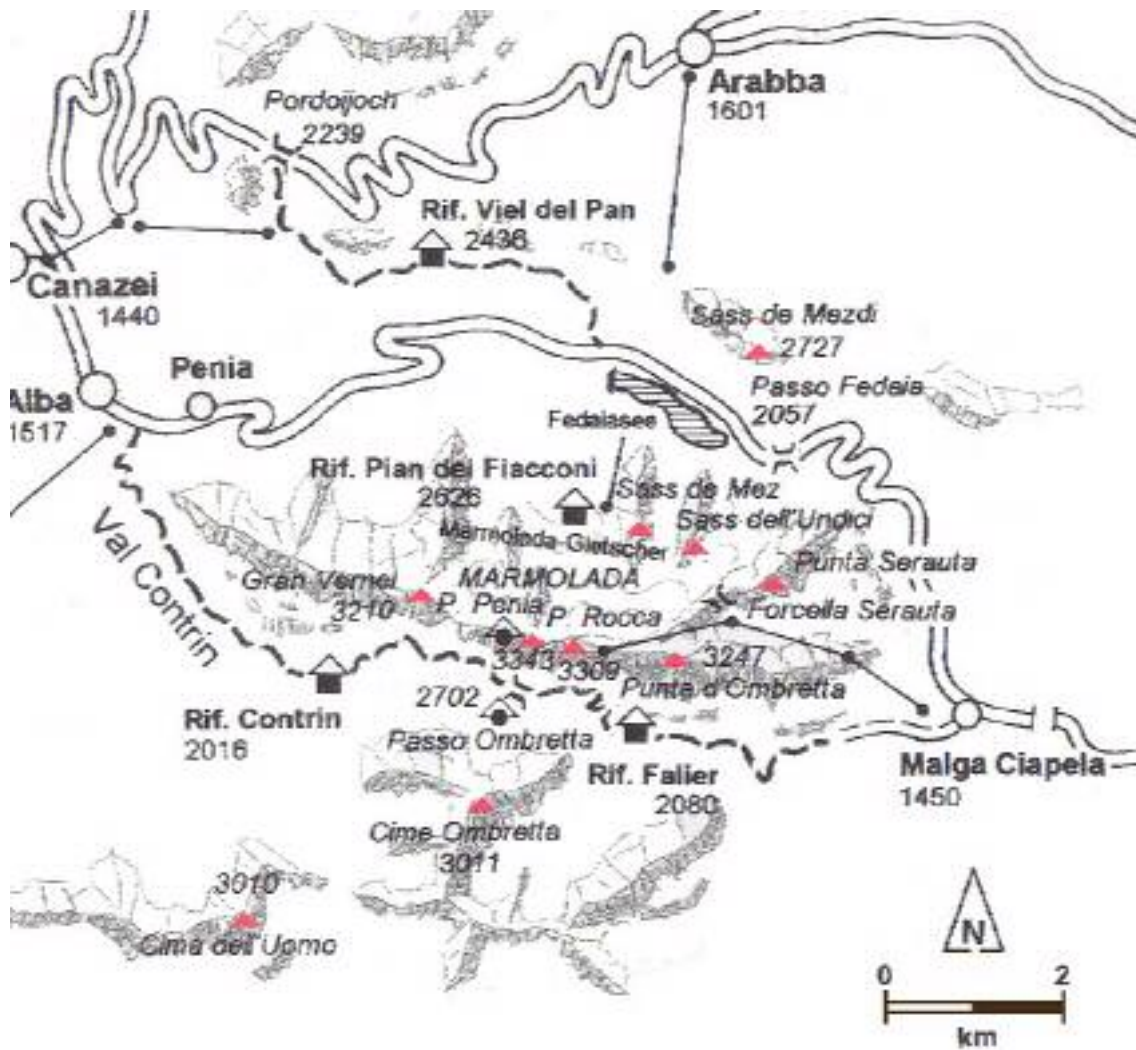 Arabba
1601
Pordoijoch
2239
Rif. Viel del Pan
2436
Canazei
1440
Sass de Mezdi
2727
Penia
Passo Fedaia
2057
Alba
1517
Fedaiasee
Rif. Pian dei Fiacconi
2626
Sass de Mez
Sass dell'Undici
Marmolada-Gletscher
Val Contrin
Gran Vernel
3210
MARMOLADA
Punta Serauta
P. Penia
P. Rocca
Forcella Serauta
3343
3309
3247
Punta d'Ombretta
2702
Rif. Contrin
2016
Passo Ombretta
Rif. Falier
2080
Malga Ciapela
1450
Cime Ombretta
3011
3010
Cima dell'Uomo
N
0
2
km